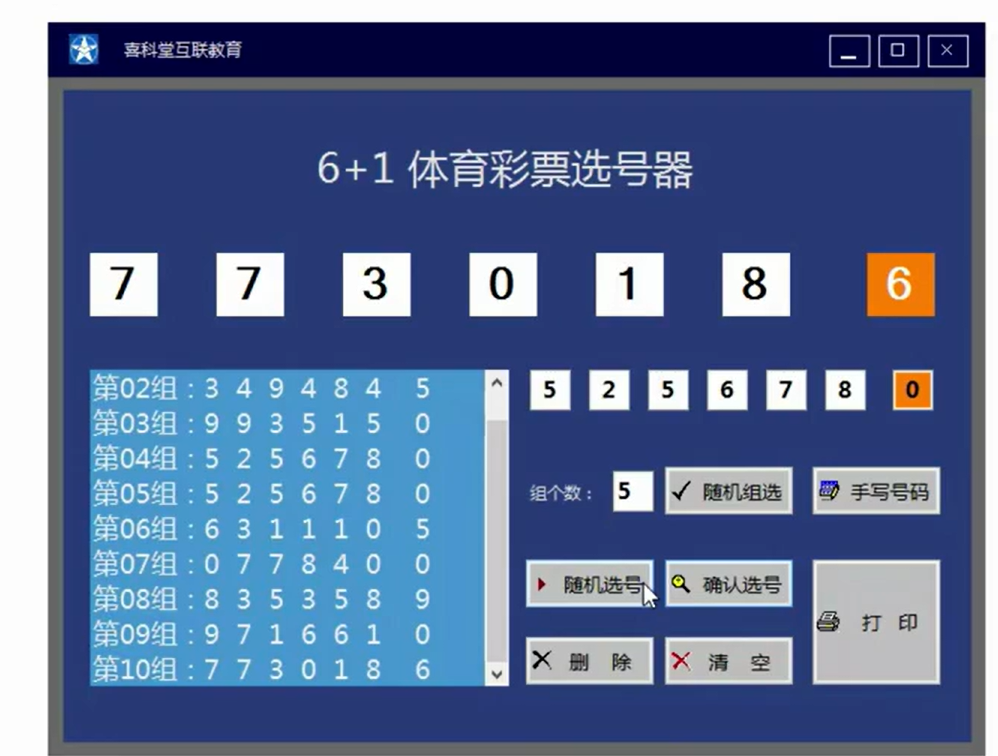 喜科堂互联教育
6+1 体育彩票选号器
7 7 3 0 1 8 6
第02组：3 4 9 4 8 4 5
第03组：9 9 3 5 1 5 0
第04组：5 2 5 6 7 8 0
第05组：5 2 5 6 7 8 0
第06组：6 3 1 1 1 0 5
第07组：0 7 7 8 4 0 0
第08组：8 3 5 3 5 8 9
第09组：9 7 1 6 6 1 0
第10组：7 7 3 0 1 8 6
5 2 5 6 7 8 0
组个数： 5 随机组选 手写号码
随机选号 确认选号
打 印
删 除 清 空